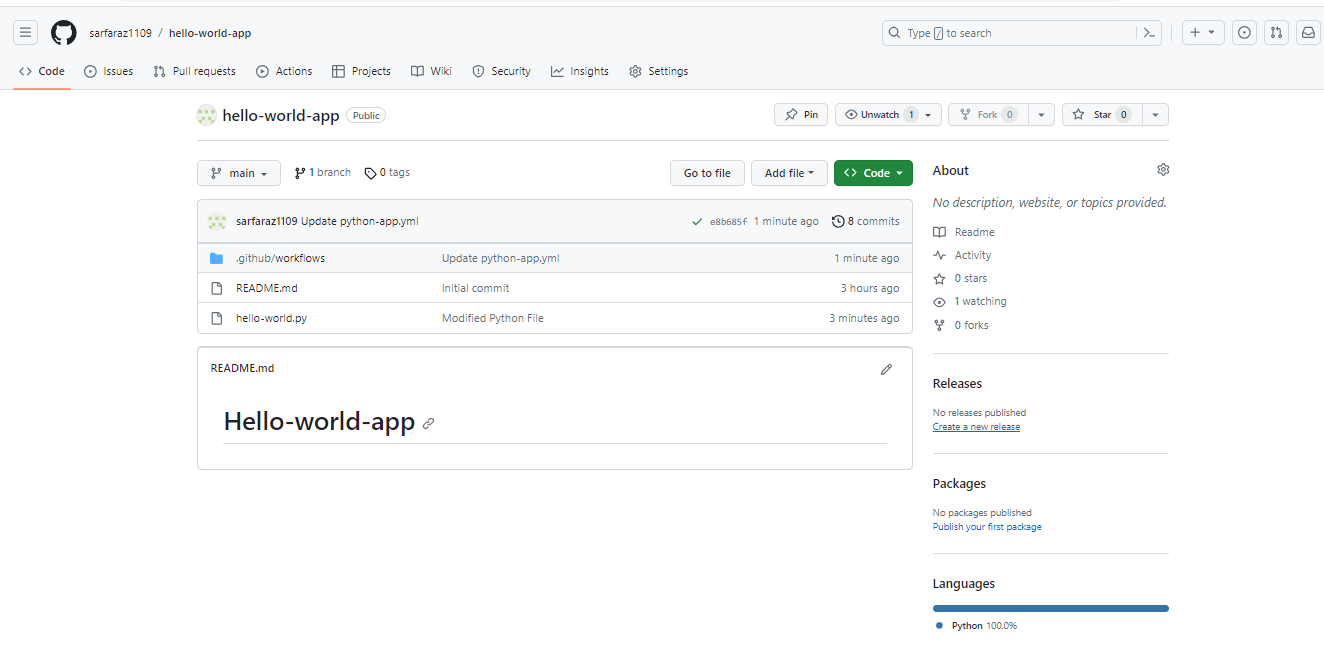 sarfaraz1109 / hello-world-app
Type / to search
Code Issues Pull requests Actions Projects Wiki Security Insights Settings
hello-world-app Public
Pin Unwatch 1 Fork 0 Star 0
main 1 branch 0 tags Go to file Add file Code
sarfaraz1109 Update python-app.yml e8b685f 1 minute ago 8 commits
.github/workflows Update python-app.yml 1 minute ago
README.md Initial commit 3 hours ago
hello-world.py Modified Python File 3 minutes ago
README.md
Hello-world-app
About
No description, website, or topics provided.
Readme
Activity
0 stars
1 watching
0 forks
Releases
No releases published
Create a new release
Packages
No packages published
Publish your first package
Languages
Python 100.0%